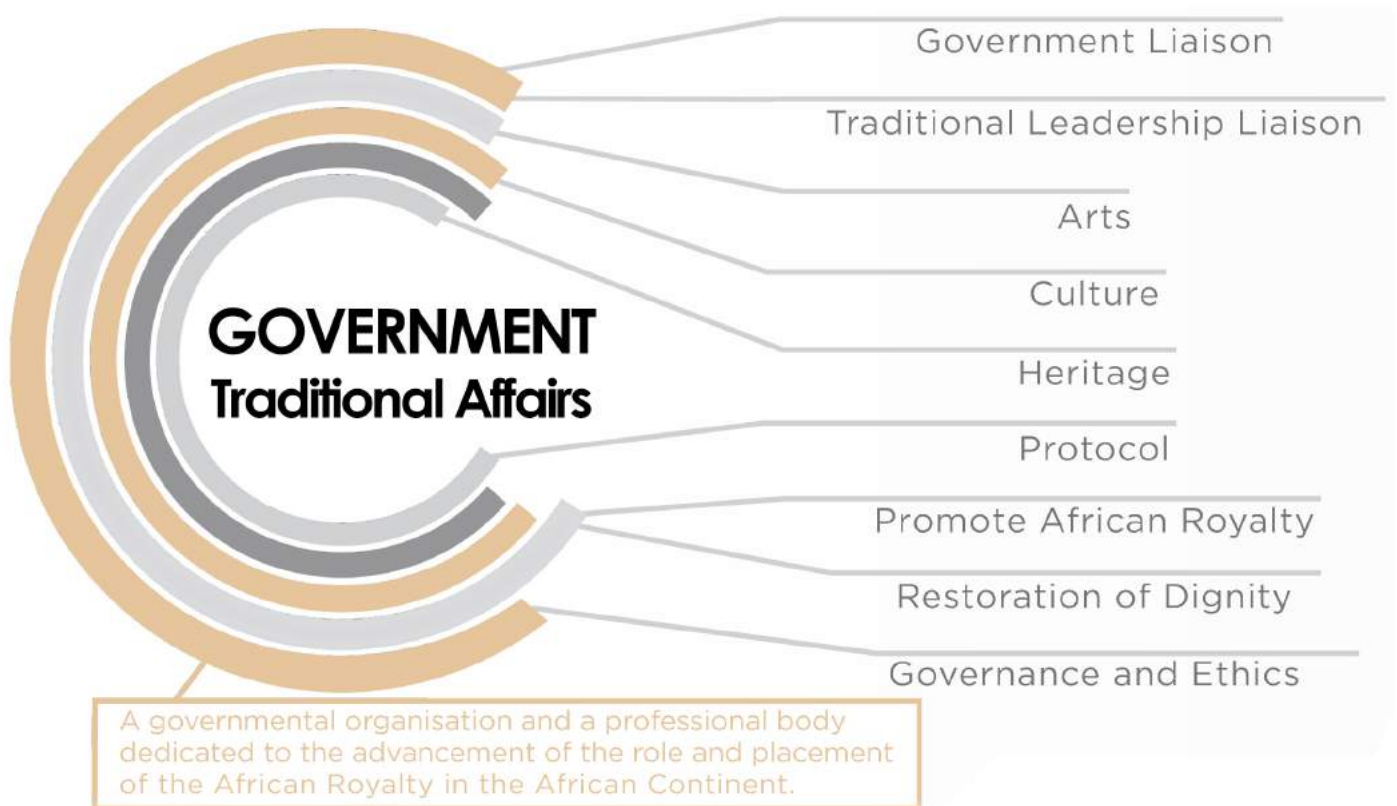 Government Liaison
Traditional Leadership Liaison
Arts
Culture
Heritage
Protocol
Promote African Royalty
Restoration of Dignity
Governance and Ethics
GOVERNMENT
Traditional Affairs
A governmental organisation and a professional body
dedicated to the advancement of the role and placement
of the African Royalty in the African Continent.